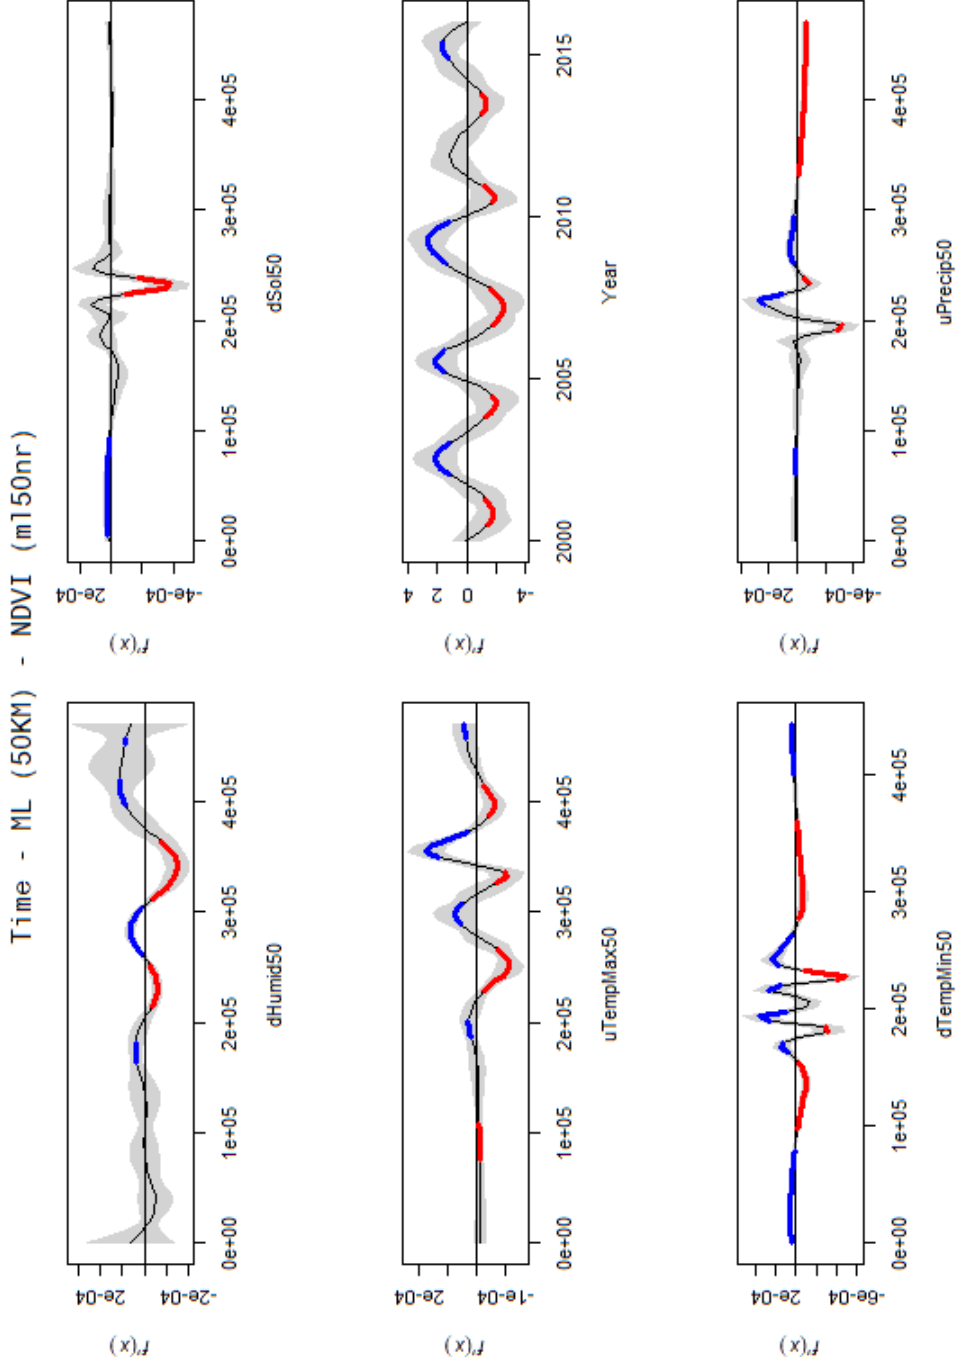 Time - ML (50KM) - NDVI (ml50nr)
f'(x)
-2e-04 2e-04
0e+00 1e+05 2e+05 3e+05 4e+05
dHumid50
f'(x)
-4e-04 2e-04
0e+00 1e+05 2e+05 3e+05 4e+05
dSol50
f'(x)
-1e-04 2e-04
0e+00 1e+05 2e+05 3e+05 4e+05
uTempMax50
f'(x)
-4 0 2 4
2000 2005 2010 2015
Year
f'(x)
-6e-04 2e-04
0e+00 1e+05 2e+05 3e+05 4e+05
dTempMin50
f'(x)
-4e-04 2e-04
0e+00 1e+05 2e+05 3e+05 4e+05
uPrecip50